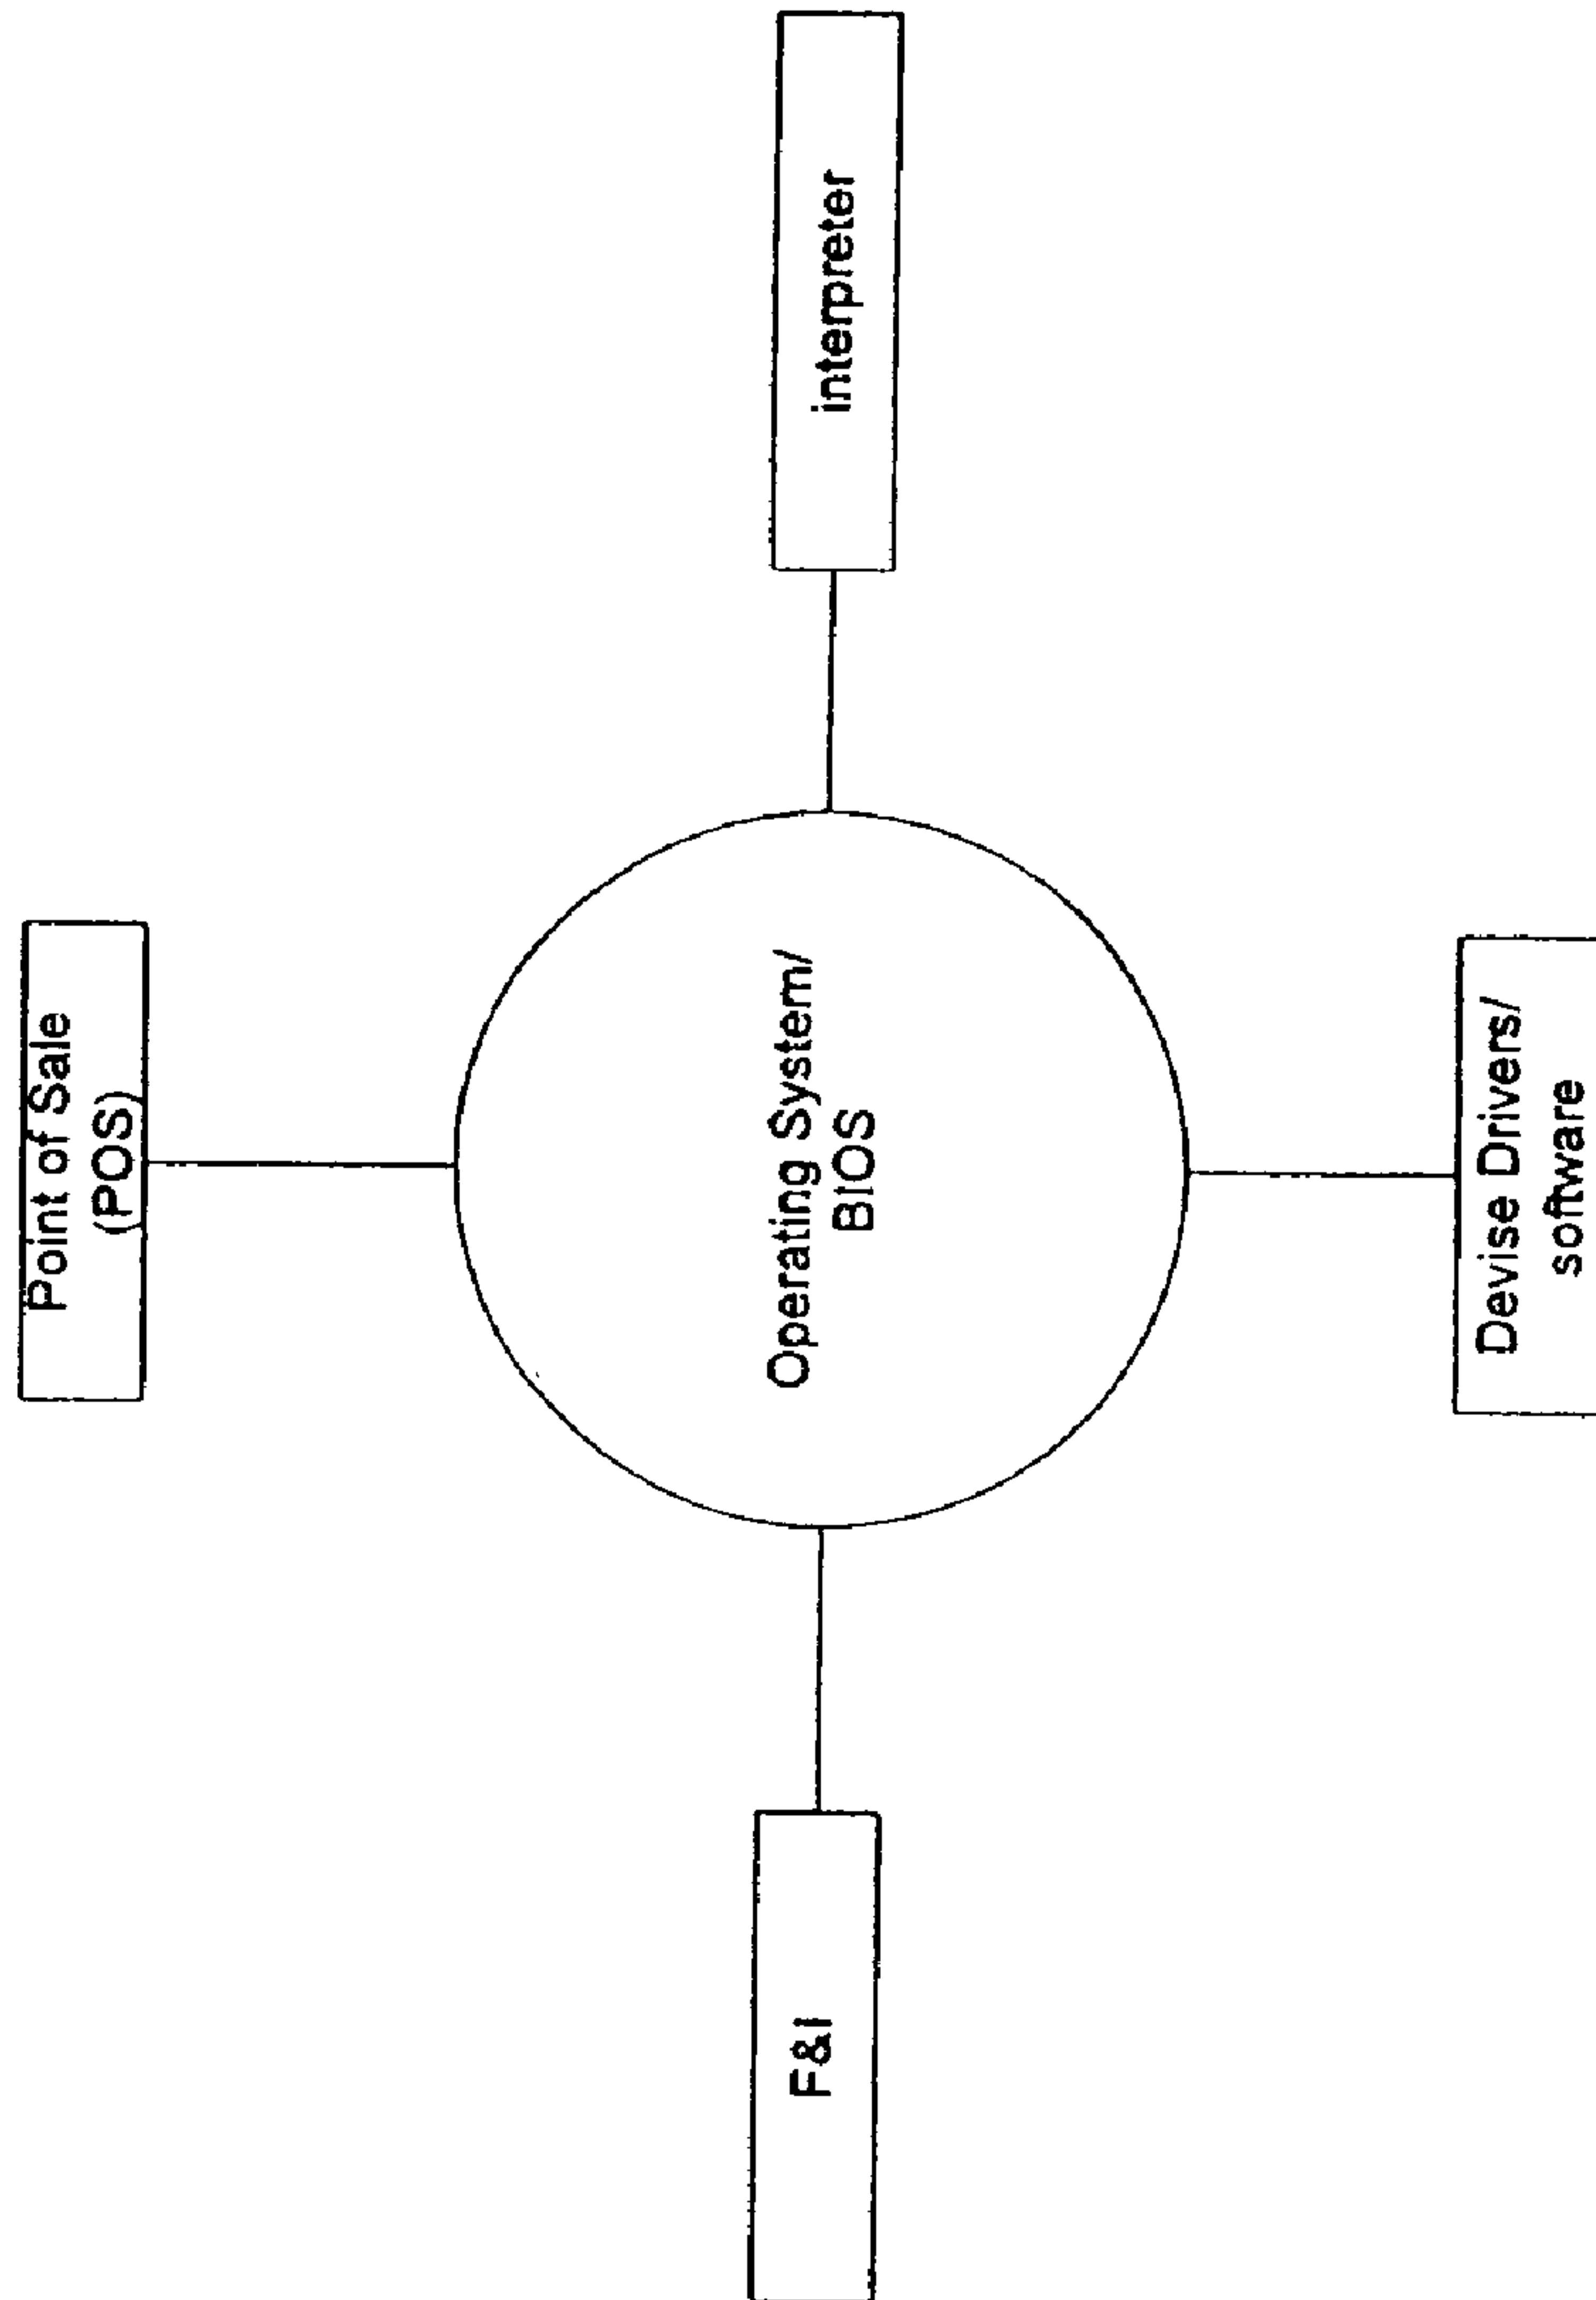 Point of Sale
(POS)
F&I
Operating System/
BIOS
interpreter
Devise Drivers/
software